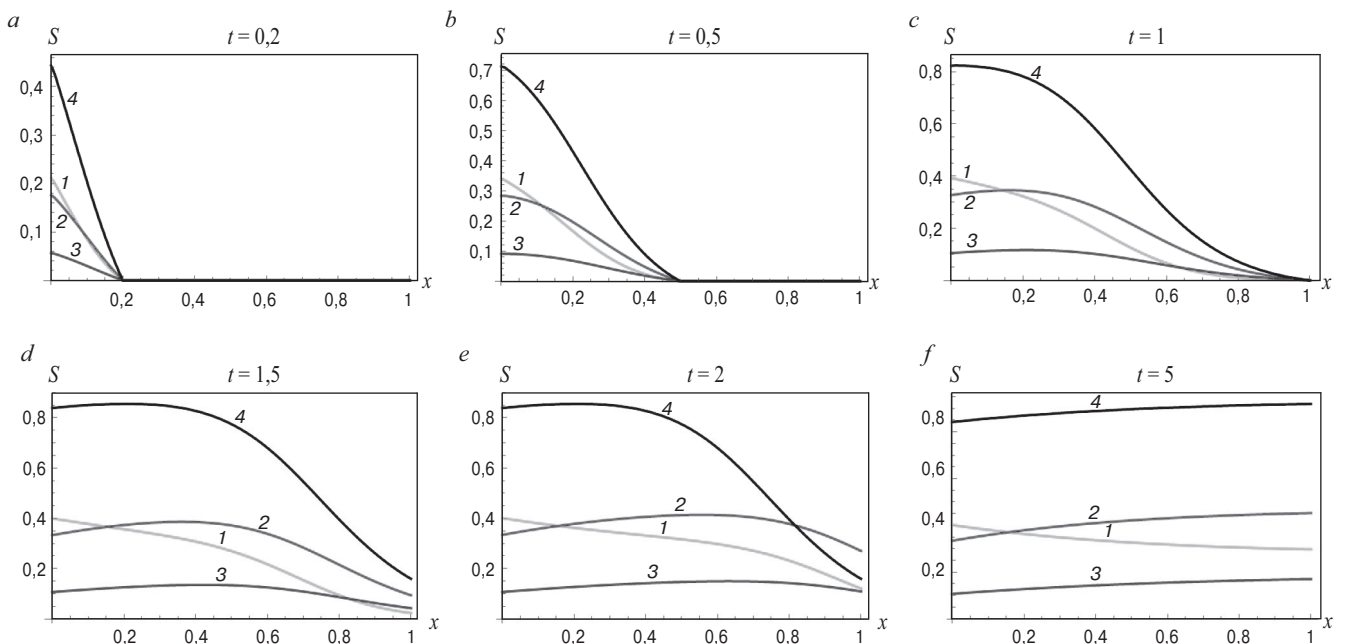 a
S t = 0,2
0,4
0,3
0,2
0,1
4
1
2
3
0,2 0,4 0,6 0,8 1 x
b
S t = 0,5
0,7
0,6
0,5
0,4
0,3
0,2
0,1
4
1
2
3
0,2 0,4 0,6 0,8 1 x
c
S t = 1
0,8
0,6
0,4
0,2
4
1
2
3
0,2 0,4 0,6 0,8 1 x
d
S t = 1,5
0,8
0,6
0,4
0,2
4
2
1
3
0,2 0,4 0,6 0,8 1 x
e
S t = 2
0,8
0,6
0,4
0,2
4
2
1
3
0,2 0,4 0,6 0,8 1 x
f
S t = 5
0,8
0,6
0,4
0,2
4
2
1
3
0,2 0,4 0,6 0,8 1 x